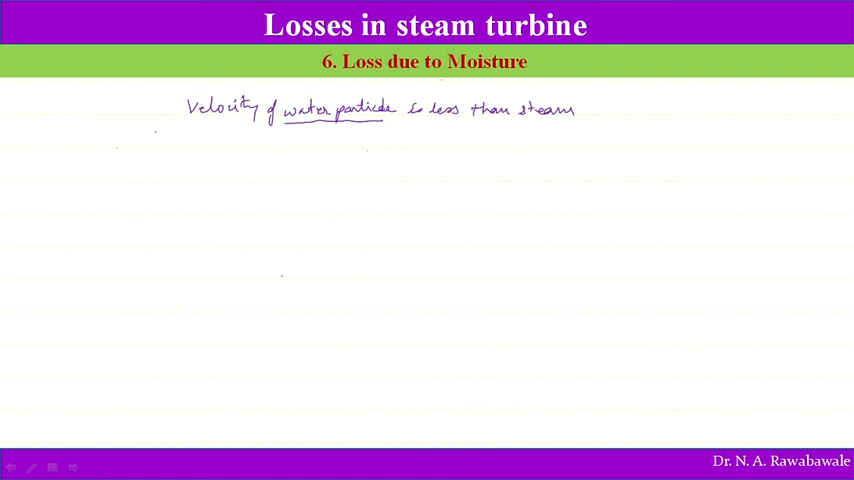 Losses in steam turbine
6. Loss due to Moisture
Velocity of water particle is less than steam
Dr. N. A. Rawabawale